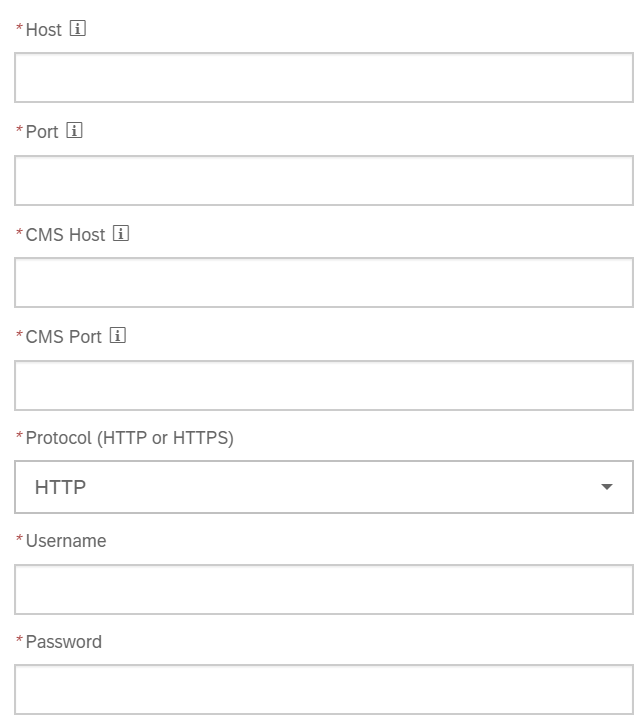 *Host
*Port
*CMS Host
*CMS Port
*Protocol (HTTP or HTTPS)
HTTP
*Username
*Password